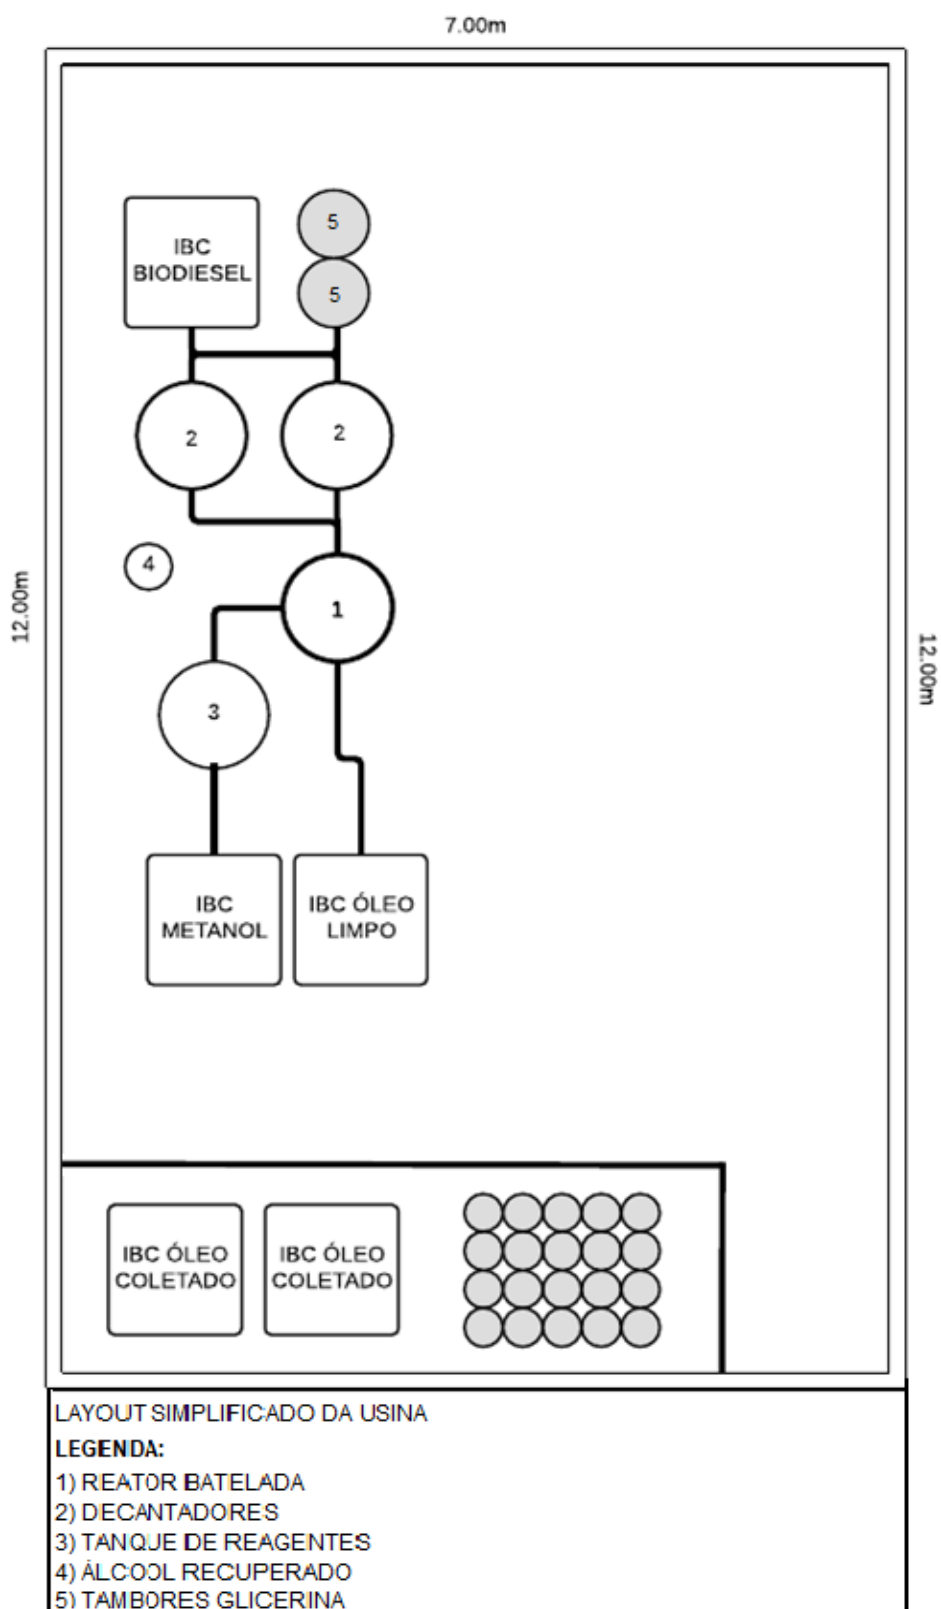 7.00m
IBC
BIODIESEL
5
5
2
2
4
1
12.00m
12.00m
3
IBC
METANOL
IBC ÓLEO
LIMPO
IBC ÓLEO
COLETADO
IBC ÓLEO
COLETADO
LAYOUT SIMPLIFICADO DA USINA
LEGENDA:
1) REATOR BATELADA
2) DECANTADORES
3) TANQUE DE REAGENTES
4) ÁLCOOL RECUPERADO
5) TAMBORES GLICERINA